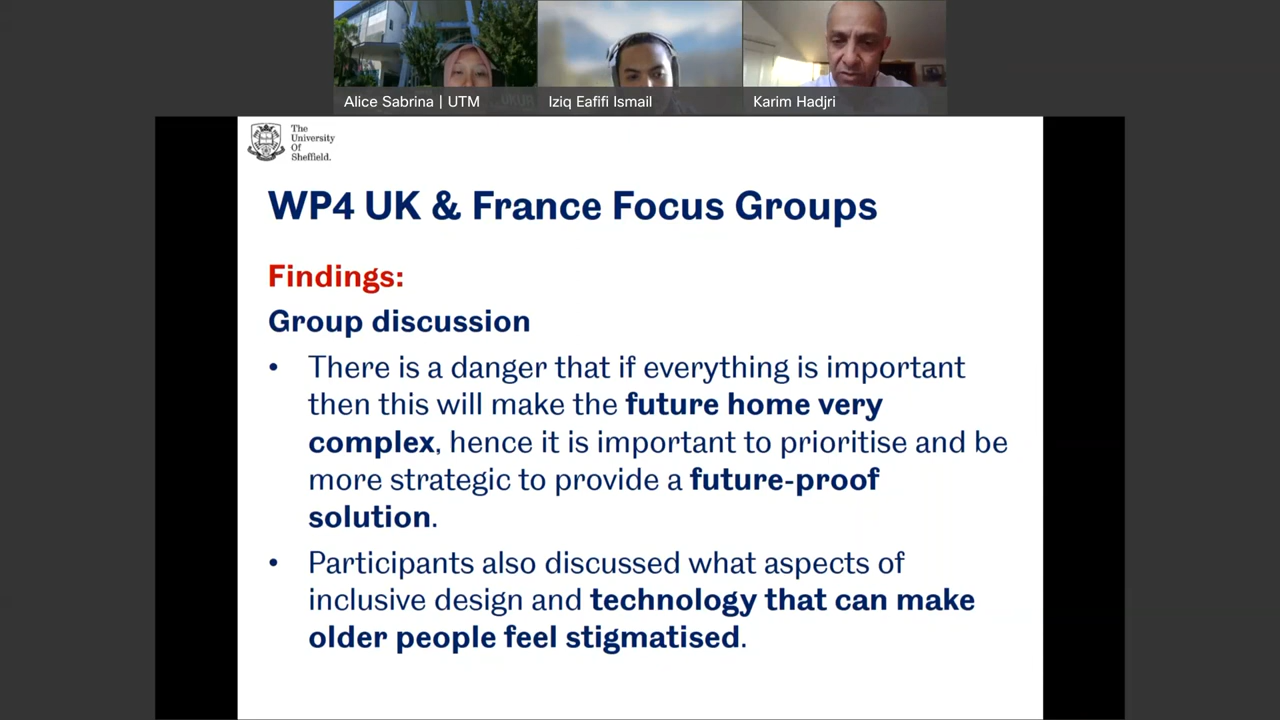 Alice Sabrina | UTM
Iziq Eafifi Ismail
Karim Hadjri
The
University
Of
Sheffield.
WP4 UK & France Focus Groups
Findings:
Group discussion
• There is a danger that if everything is important
then this will make the future home very
complex, hence it is important to prioritise and be
more strategic to provide a future-proof
solution.
• Participants also discussed what aspects of
inclusive design and technology that can make
older people feel stigmatised.